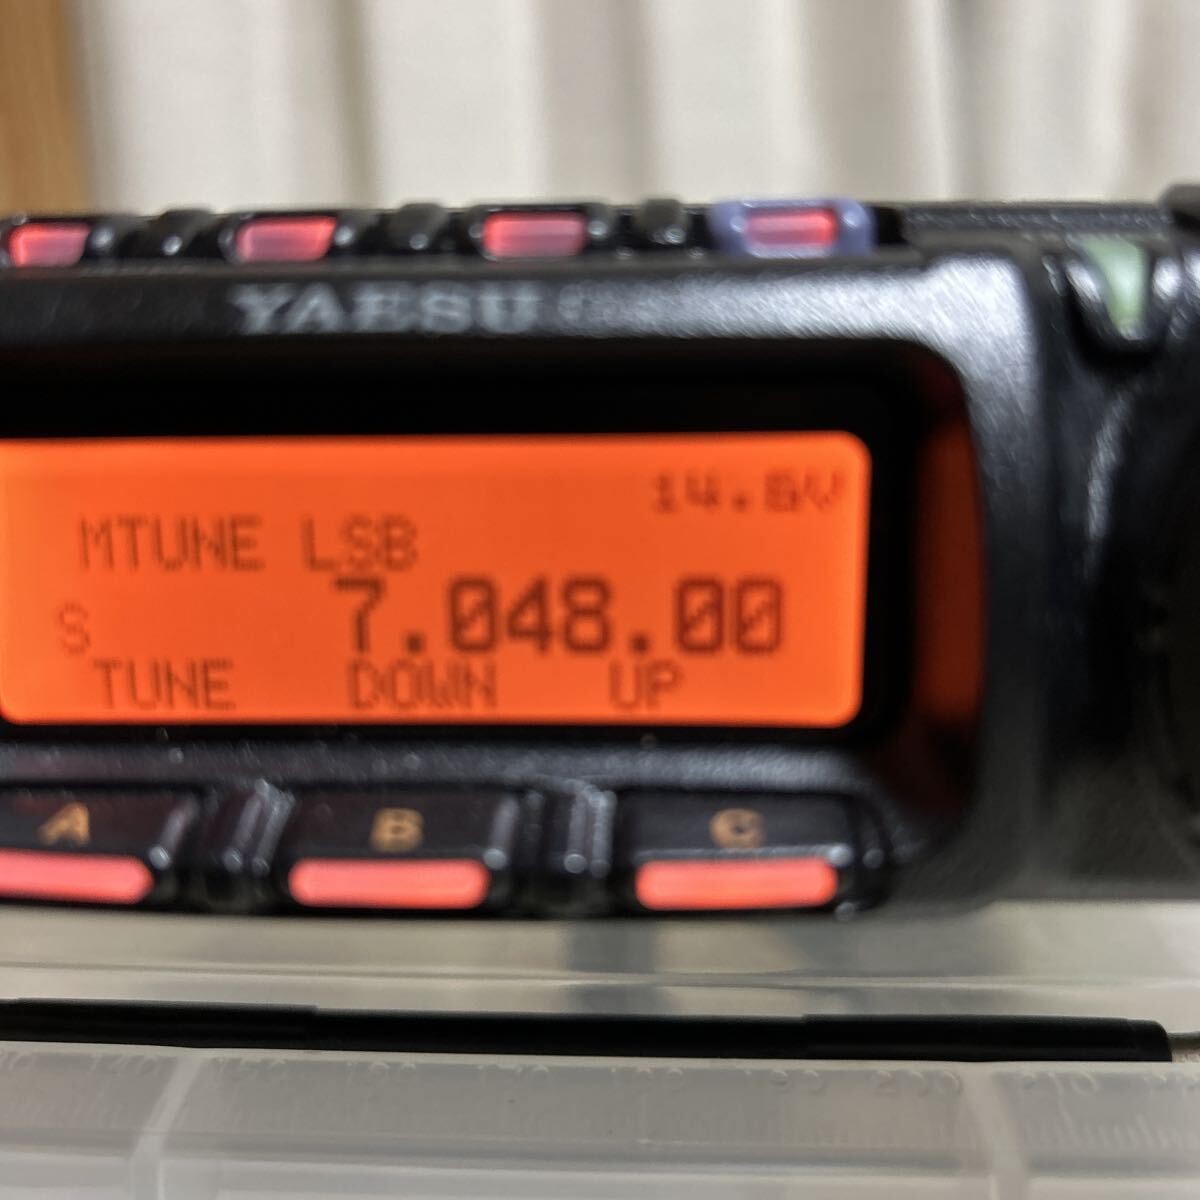 YAESU
14.8V
MTUNE LSB
7.048.00
S
TUNE DOWN UP
A B C